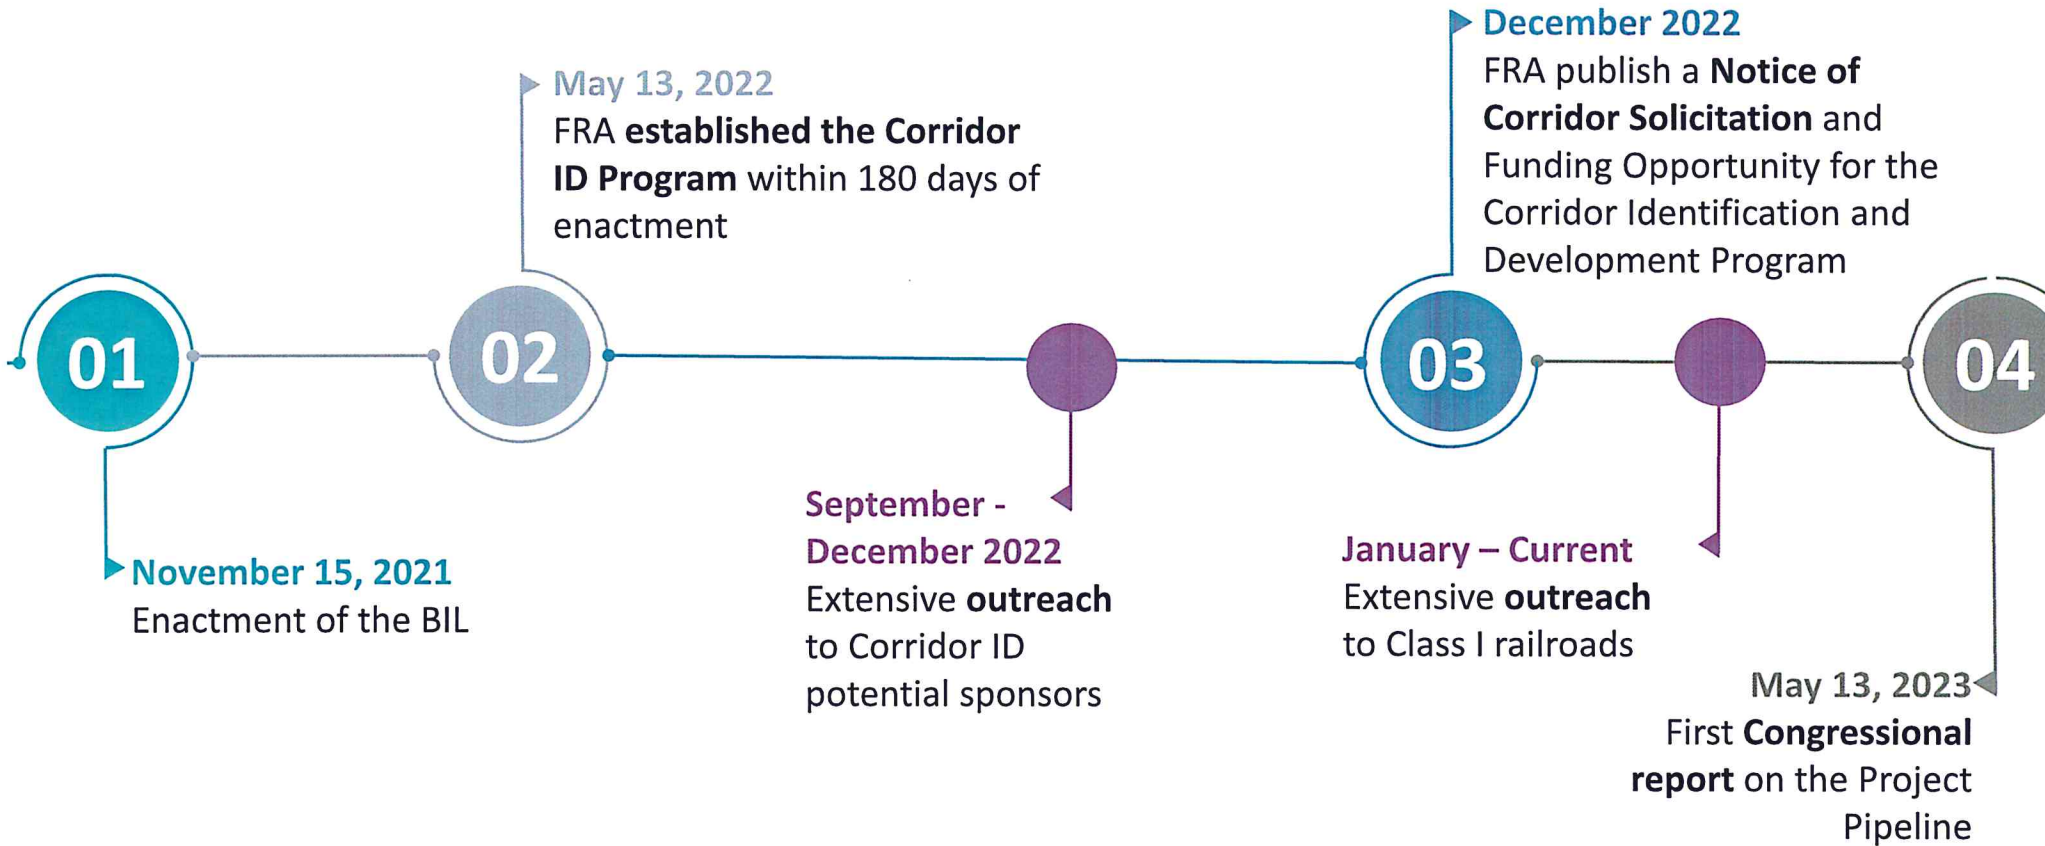 01
November 15, 2021
Enactment of the BIL
02
May 13, 2022
FRA established the Corridor
ID Program within 180 days of
enactment
September -
December 2022
Extensive outreach
to Corridor ID
potential sponsors
03
December 2022
FRA publish a Notice of
Corridor Solicitation and
Funding Opportunity for the
Corridor Identification and
Development Program
January – Current
Extensive outreach
to Class I railroads
04
May 13, 2023
First Congressional
report on the Project
Pipeline